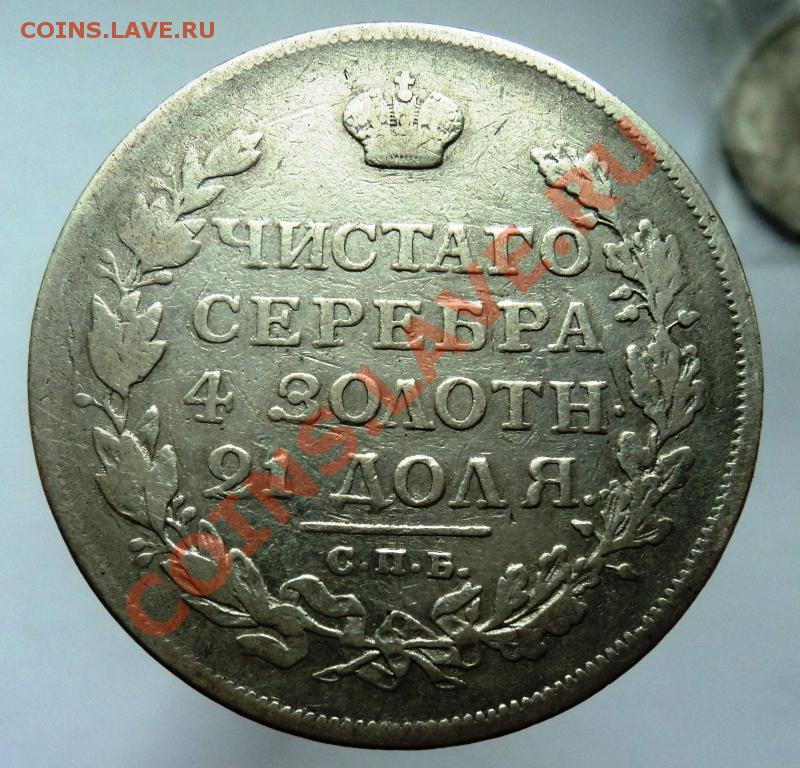 COINS.LAVE.RU
ЧИСТАГО
СЕРЕБРА
4 ЗОЛОТН.
21 ДОЛЯ.
С.П.Б.
COINS.LAVE.RU